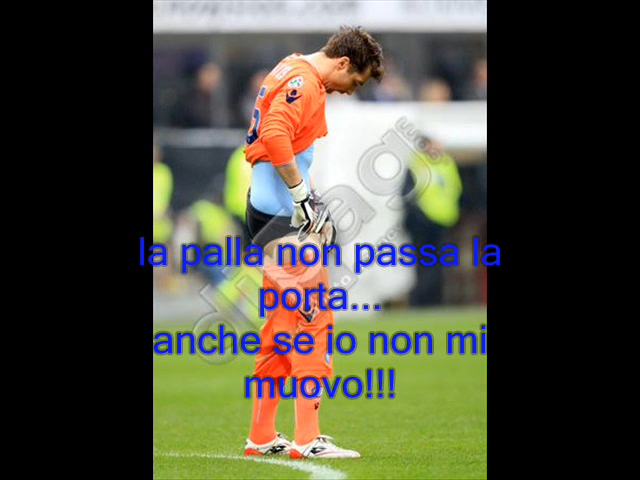 la palla non passa la
porta...
anche se io non mi
muovo!!!